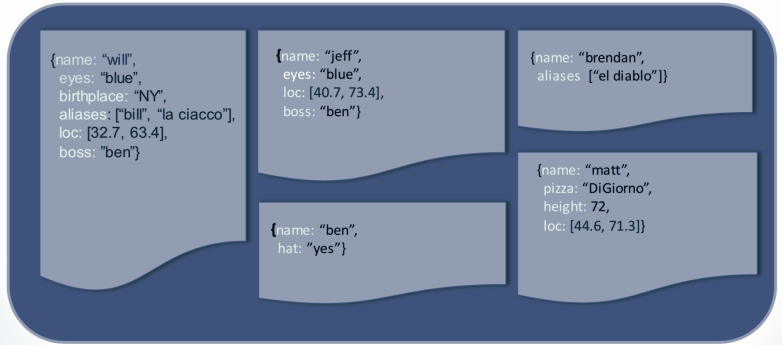 {name: “will”,
eyes: “blue”,
birthplace: “NY”,
aliases: [“bill”, “la ciacco”],
loc: [32.7, 63.4],
boss: ”ben”}
{name: “jeff”,
eyes: “blue”,
loc: [40.7, 73.4],
boss: “ben”}
{name: “brendan”,
aliases [“el diablo”]}
{name: “ben”,
hat: ”yes”}
{name: “matt”,
pizza: “DiGiorno”,
height: 72,
loc: [44.6, 71.3]}